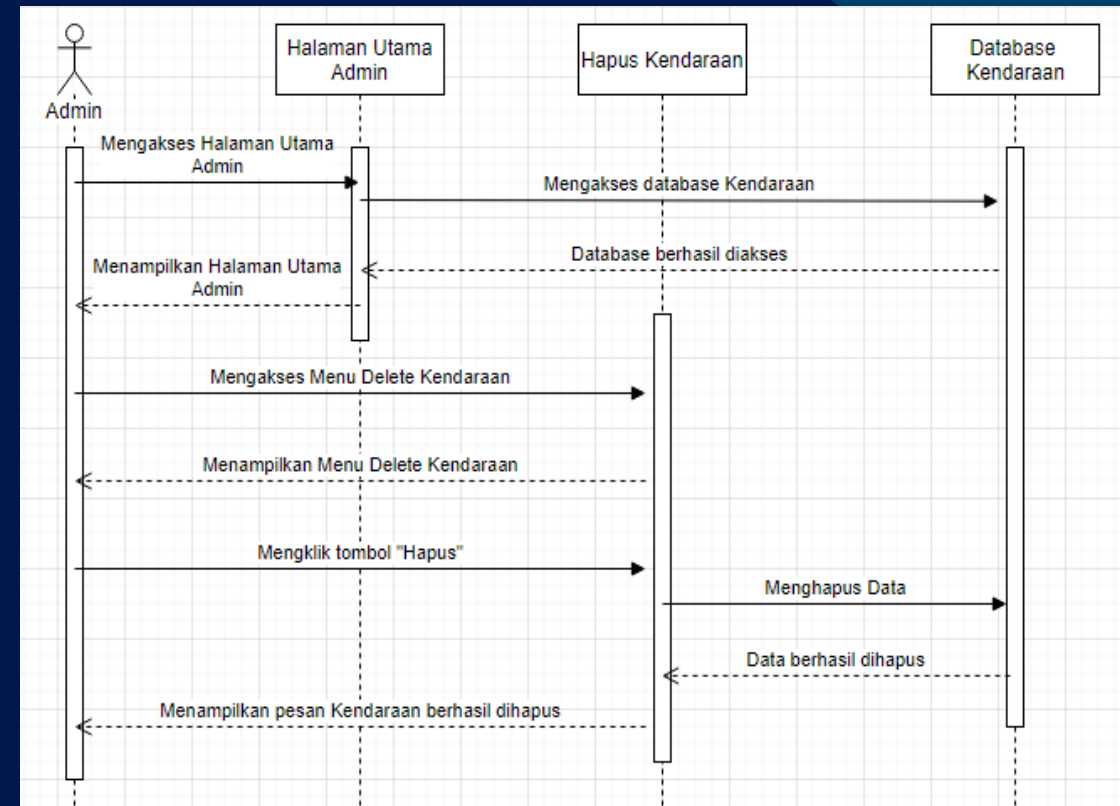 Halaman Utama
Admin
Hapus Kendaraan
Database
Kendaraan
Admin
Mengakses Halaman Utama
Admin
Mengakses database Kendaraan
Database berhasil diakses
Menampilkan Halaman Utama
Admin
Mengakses Menu Delete Kendaraan
Menampilkan Menu Delete Kendaraan
Mengklik tombol "Hapus"
Menghapus Data
Data berhasil dihapus
Menampilkan pesan Kendaraan berhasil dihapus